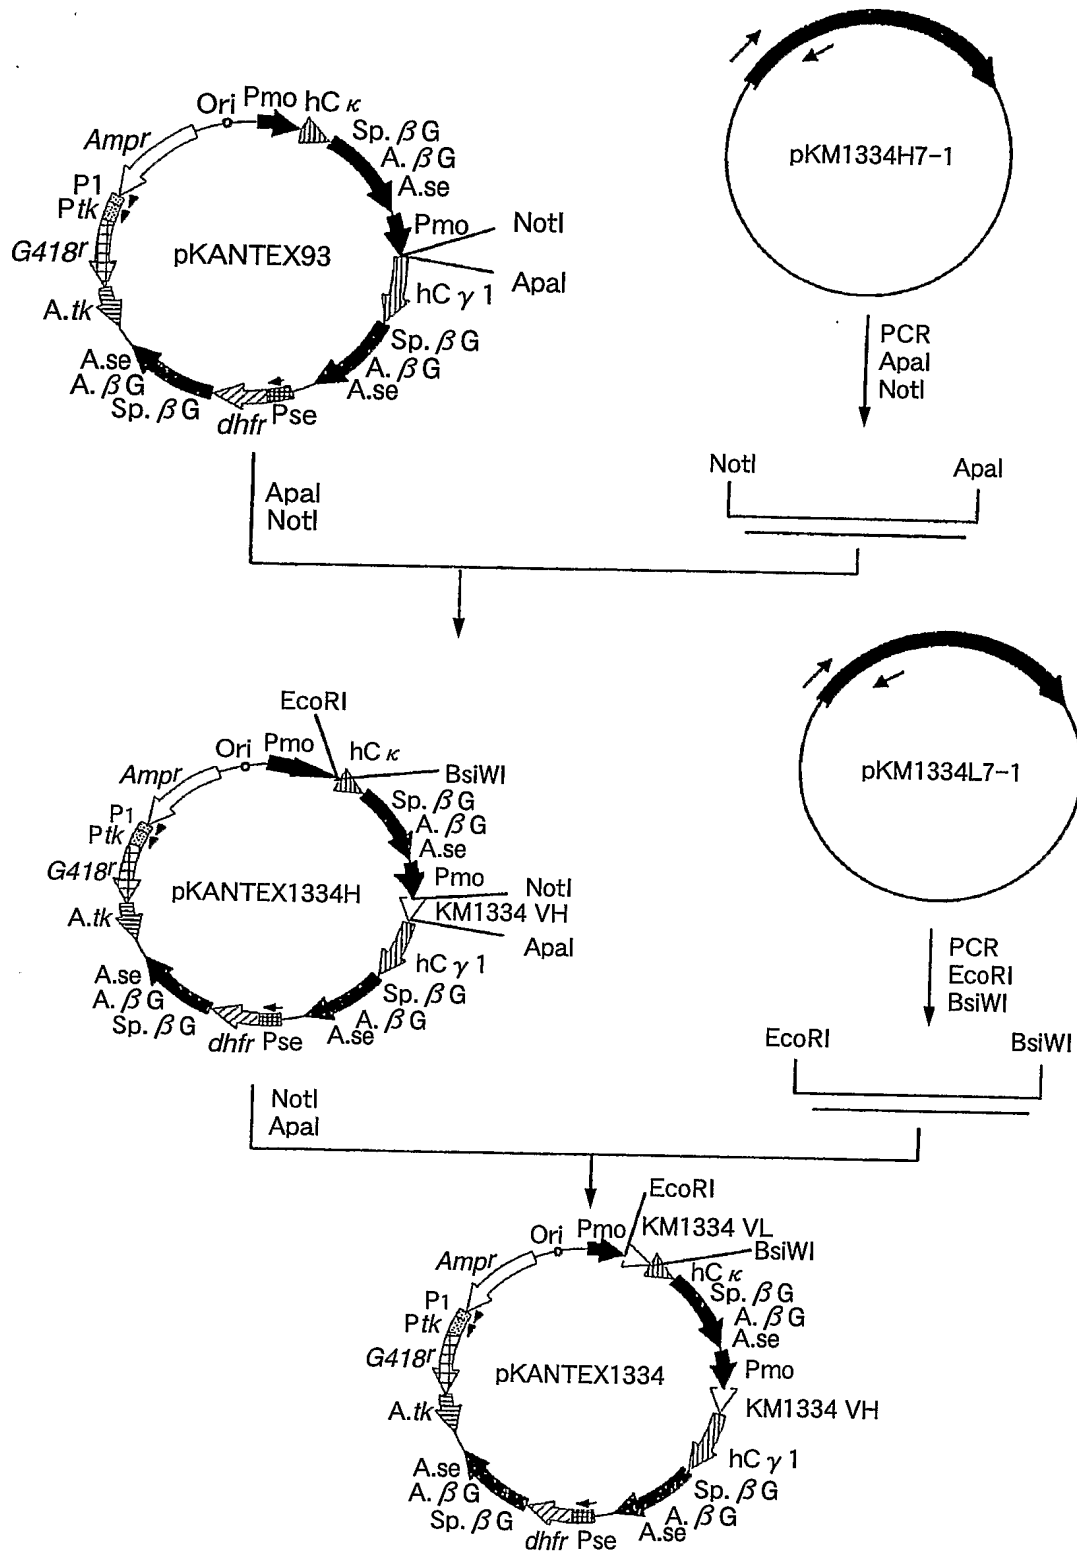 Ori Pmo hCκ
Ampr
Sp. βG
A. βG
A.se
P1
Ptk
G418r
pKANTEX93
Pmo
NotI
ApaI
hCγ1
A.tk
Sp. βG
A. βG
A.se
A.se
A. βG
Sp. βG
dhfr Pse
pKM1334H7-1
PCR
ApaI
NotI
NotI
ApaI
ApaI
NotI
EcoRI
Ori Pmo hCκ
BsiWI
Ampr
Sp. βG
A. βG
A.se
P1
Ptk
G418r
pKANTEX1334H
Pmo
NotI
KM1334 VH
ApaI
A.tk
hCγ1
Sp. βG
A. βG
A.se
A.se
A. βG
Sp. βG
dhfr Pse
pKM1334L7-1
PCR
EcoRI
BsiWI
EcoRI
BsiWI
NotI
ApaI
EcoRI
Ori Pmo KM1334 VL
BsiWI
Ampr
hCκ
Sp. βG
A. βG
A.se
P1
Ptk
G418r
pKANTEX1334
Pmo
KM1334 VH
A.tk
hCγ1
Sp. βG
A. βG
A.se
A.se
A. βG
Sp. βG
dhfr Pse